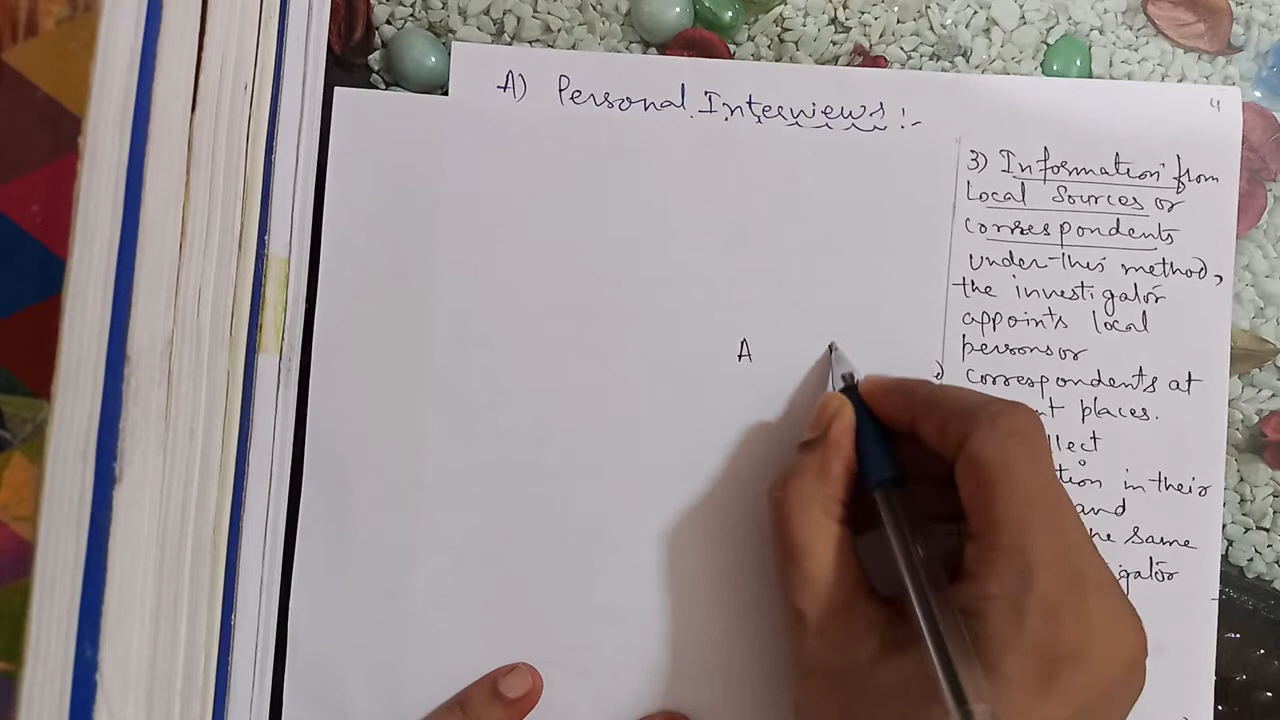 A) Personal Interviews :-
4
A
3) Information from
Local Sources or
correspondents
under this method,
the investigator
appoints local
persons or
correspondents at
places.
in their
and
same